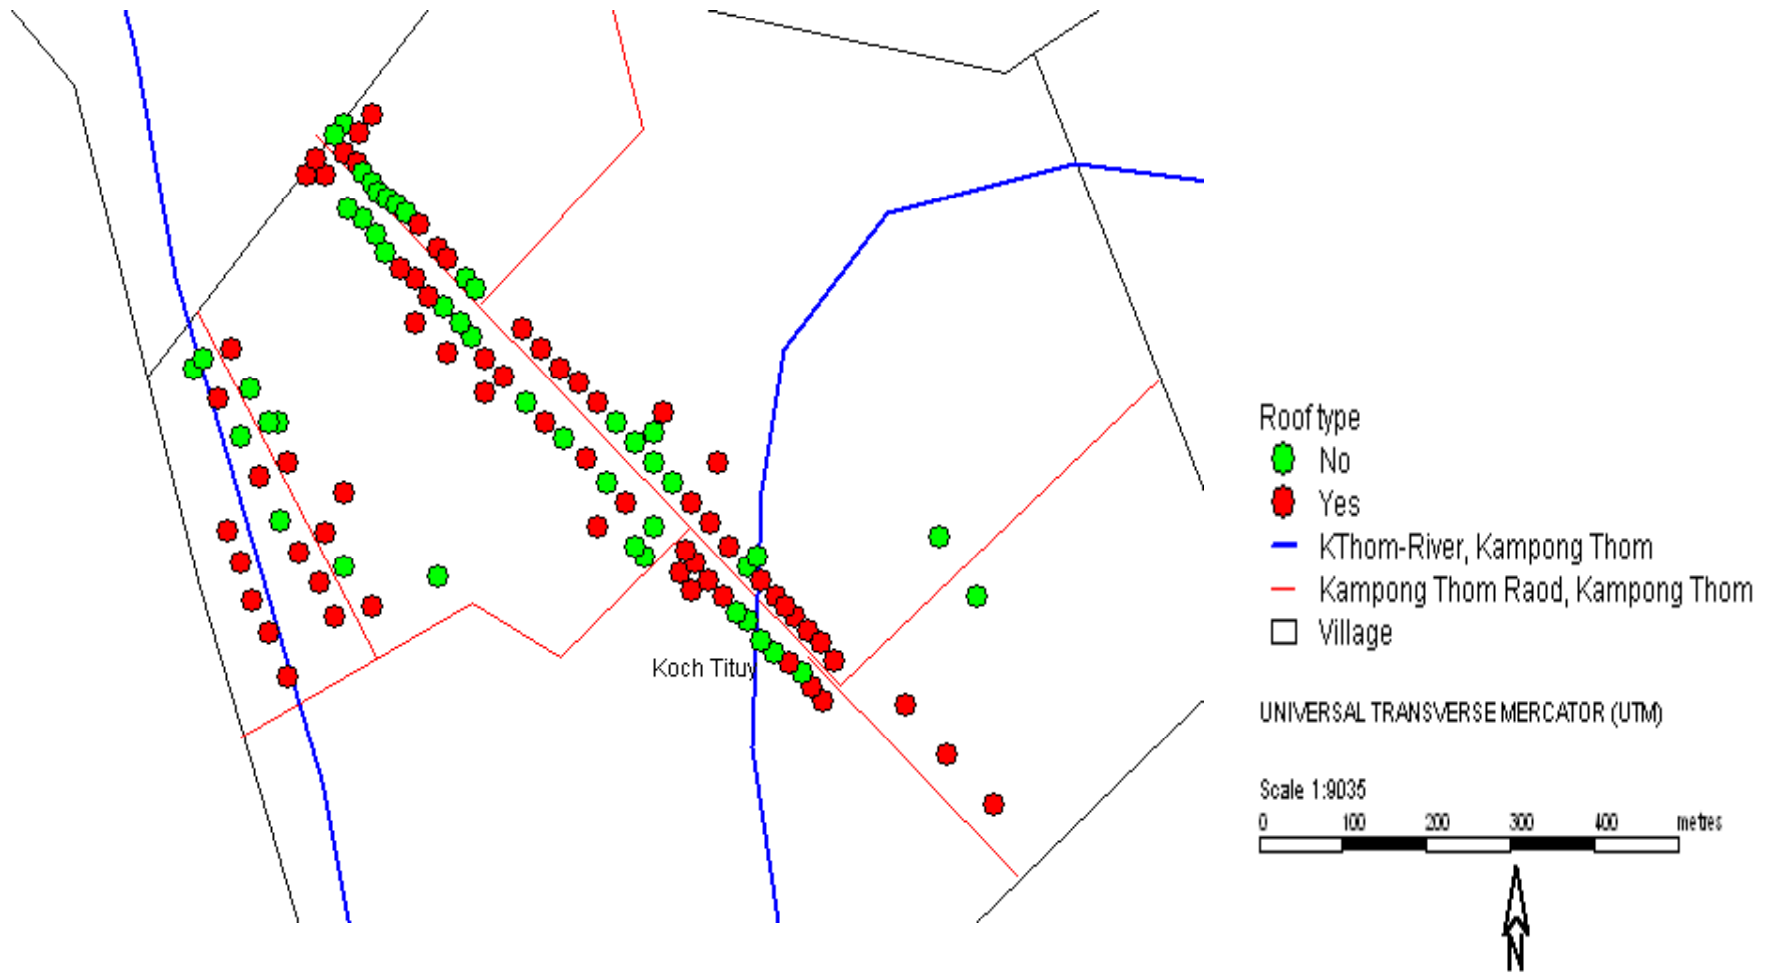 Koch Tituy
Roof type
No
Yes
KThom-River, Kampong Thom
Kampong Thom Raod, Kampong Thom
Village
UNIVERSAL TRANSVERSE MERCATOR (UTM)
Scale 1:9035
0 100 200 300 400 metres
N